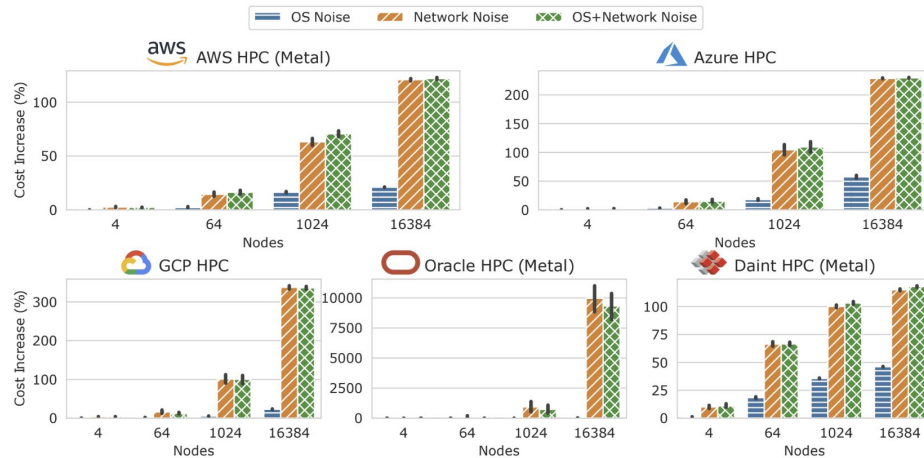 OS Noise Network Noise OS+Network Noise
aws AWS HPC (Metal)
Cost Increase (%)
100
50
0
4 64 1024 16384
Nodes
Azure HPC
Cost Increase (%)
200
150
100
50
0
4 64 1024 16384
Nodes
GCP HPC
Cost Increase (%)
300
200
100
0
4 64 1024 16384
Nodes
Oracle HPC (Metal)
10000
7500
5000
2500
0
4 64 1024 16384
Nodes
Daint HPC (Metal)
100
75
50
25
0
4 64 1024 16384
Nodes